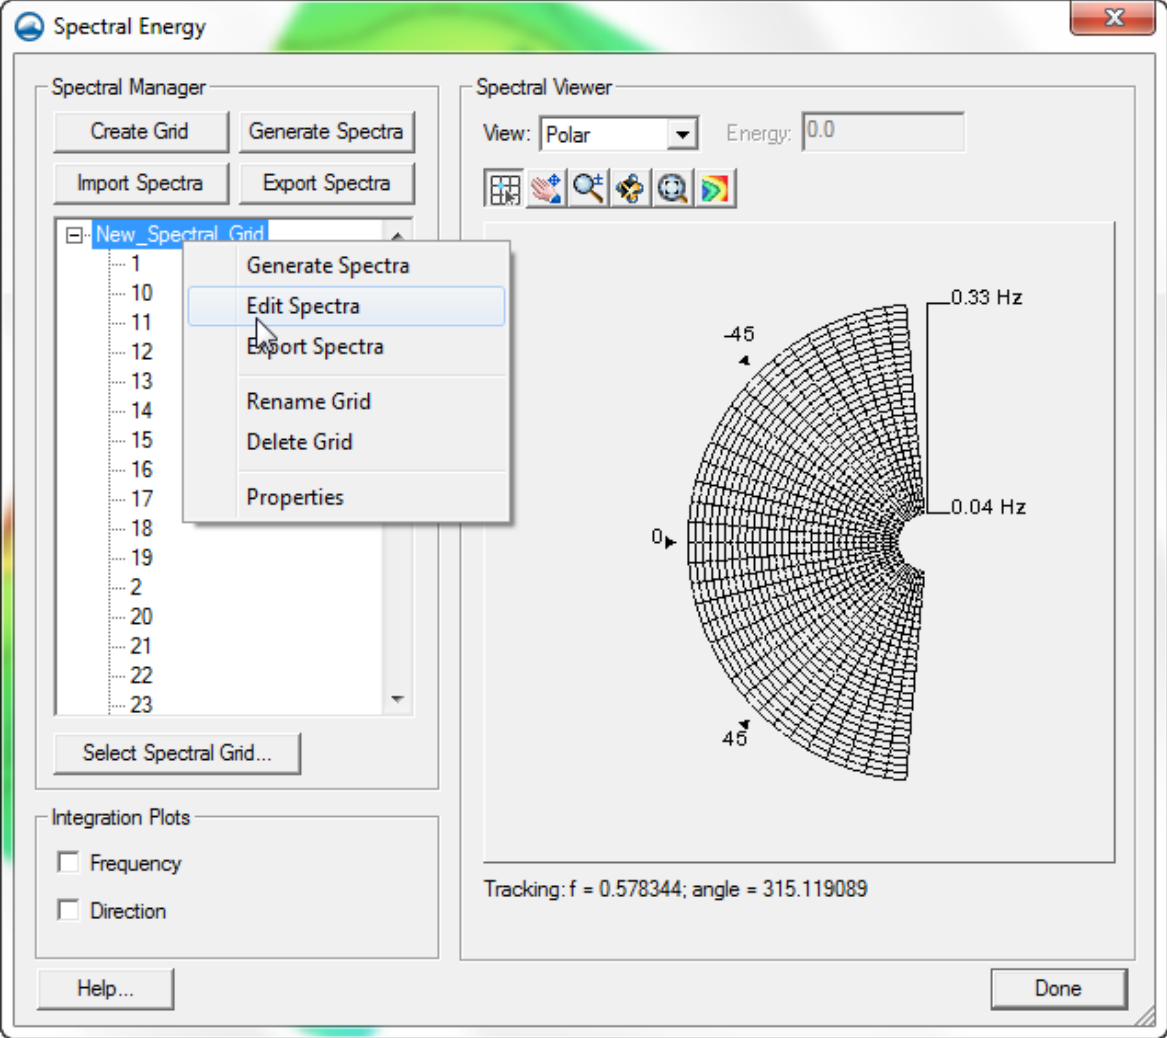 Spectral Energy
Spectral Manager
Create Grid
Generate Spectra
Import Spectra
Export Spectra
New_Spectral_Grid
1
10
11
12
13
14
15
16
17
18
19
2
20
21
22
23
Generate Spectra
Edit Spectra
Export Spectra
Rename Grid
Delete Grid
Properties
Select Spectral Grid...
Integration Plots
Frequency
Direction
Help...
Spectral Viewer
View: Polar
Energy: 0.0
0.33 Hz
-45
0.04 Hz
0
45
Tracking: f = 0.578344; angle = 315.119089
Done